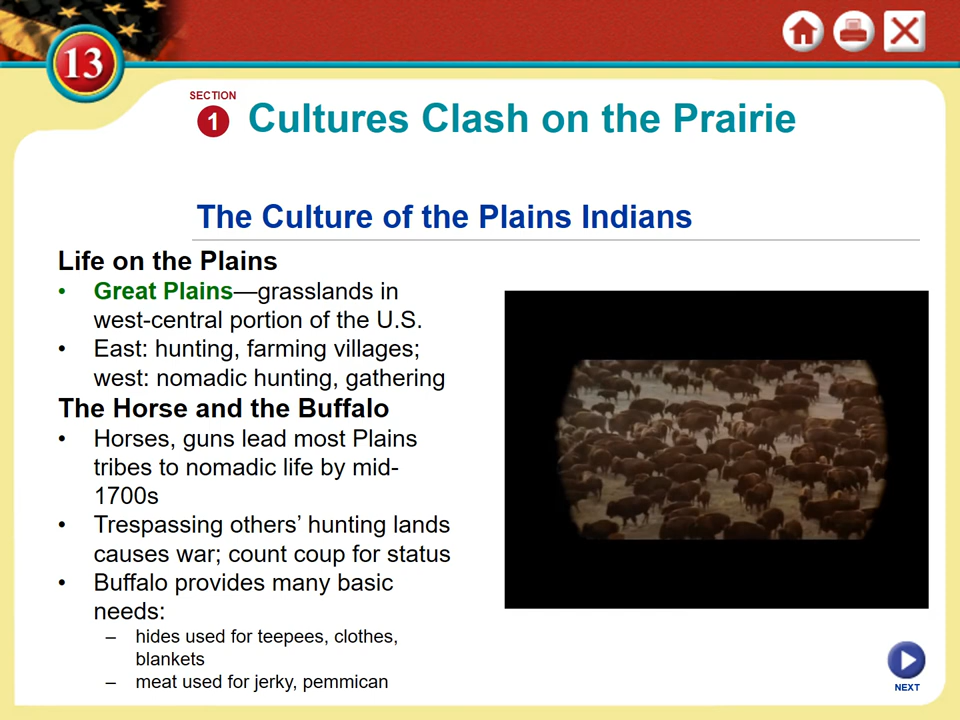 13
SECTION
1
Cultures Clash on the Prairie
The Culture of the Plains Indians
Life on the Plains
• Great Plains—grasslands in
west-central portion of the U.S.
• East: hunting, farming villages;
west: nomadic hunting, gathering
The Horse and the Buffalo
• Horses, guns lead most Plains
tribes to nomadic life by mid-
1700s
• Trespassing others’ hunting lands
causes war; count coup for status
• Buffalo provides many basic
needs:
– hides used for teepees, clothes,
blankets
– meat used for jerky, pemmican
NEXT